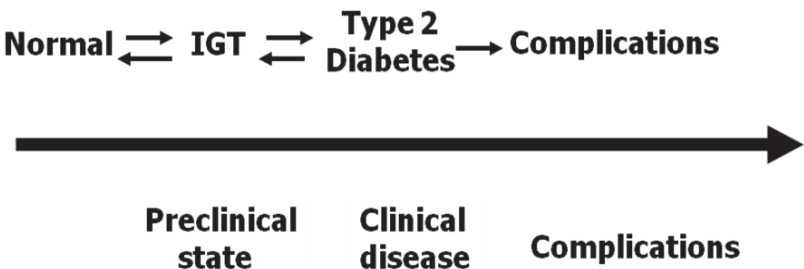 Normal IGT Type 2 Diabetes Complications
Preclinical state
Clinical disease
Complications